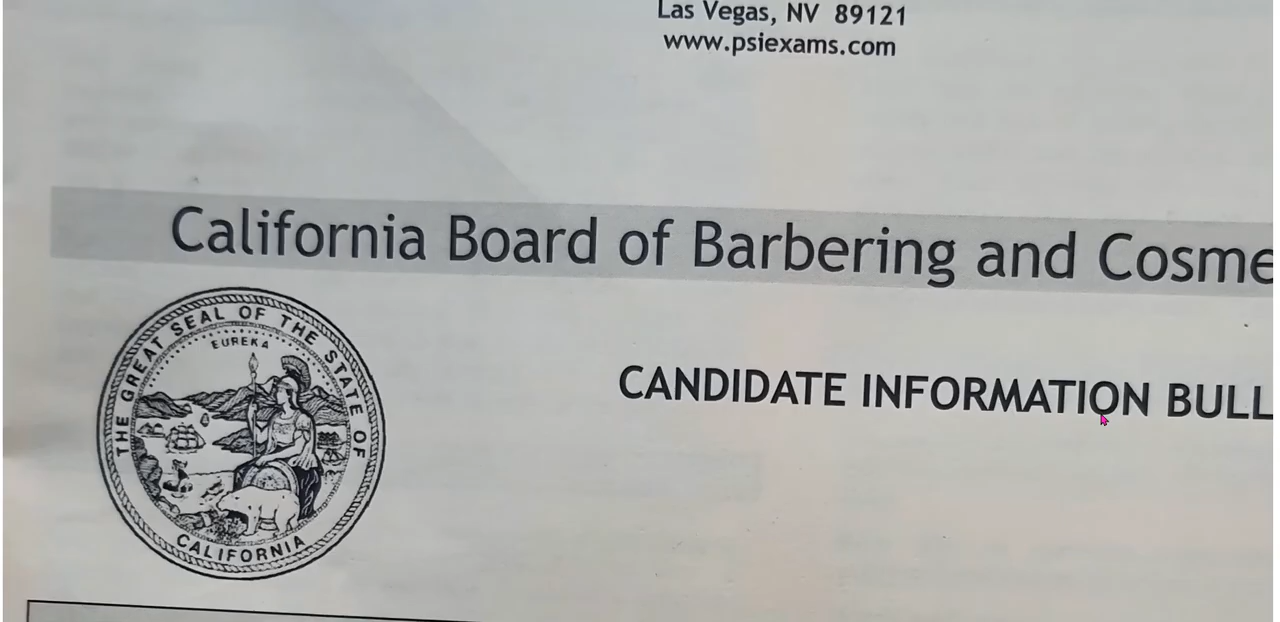 Las Vegas, NV 89121
www.psiexams.com
California Board of Barbering and Cosme
THE GREAT SEAL OF THE STATE OF
EUREKA
CALIFORNIA
CANDIDATE INFORMATION BULL